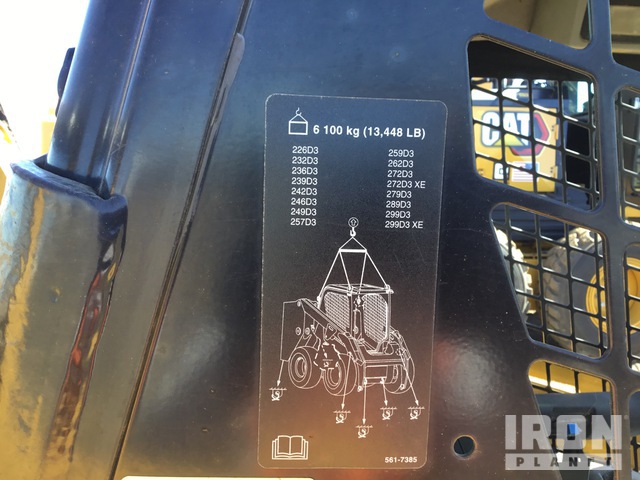 6 100 kg (13,448 LB)
226D3
232D3
236D3
239D3
242D3
246D3
249D3
257D3
259D3
262D3
272D3
272D3 XE
279D3
289D3
299D3
299D3 XE
561-7385
CAT
IRON
PLANET